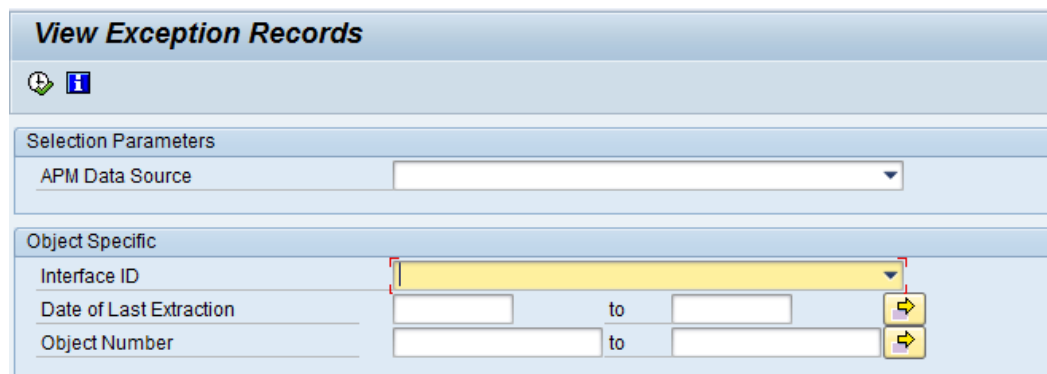 View Exception Records
Selection Parameters
APM Data Source
Object Specific
Interface ID
Date of Last Extraction to
Object Number to